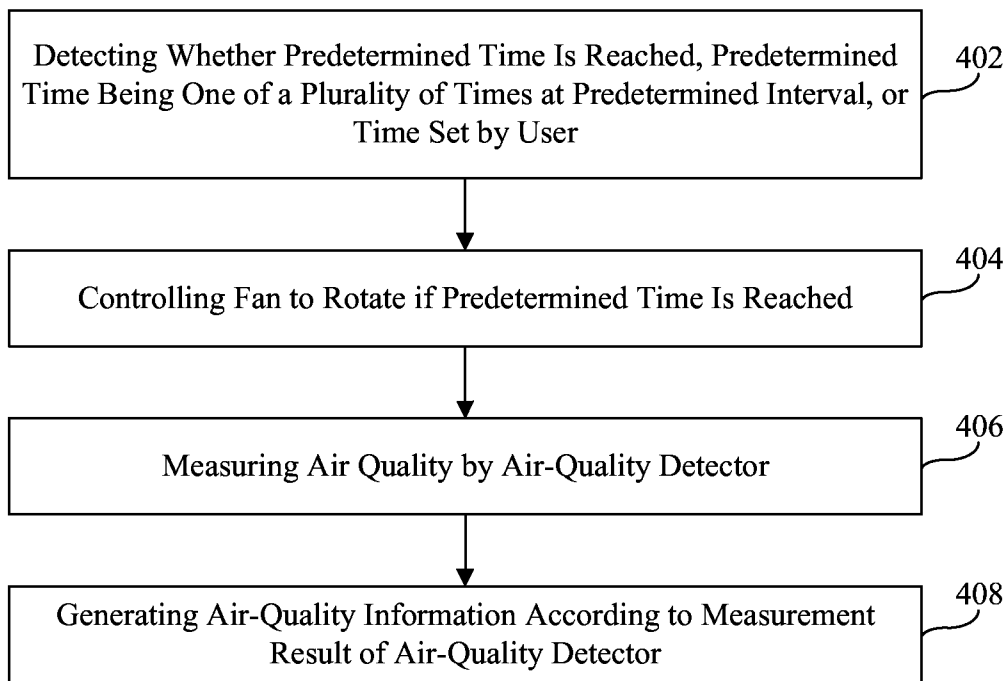 Detecting Whether Predetermined Time Is Reached, Predetermined
Time Being One of a Plurality of Times at Predetermined Interval, or
Time Set by User
402
Controlling Fan to Rotate if Predetermined Time Is Reached
404
Measuring Air Quality by Air-Quality Detector
406
Generating Air-Quality Information According to Measurement
Result of Air-Quality Detector
408